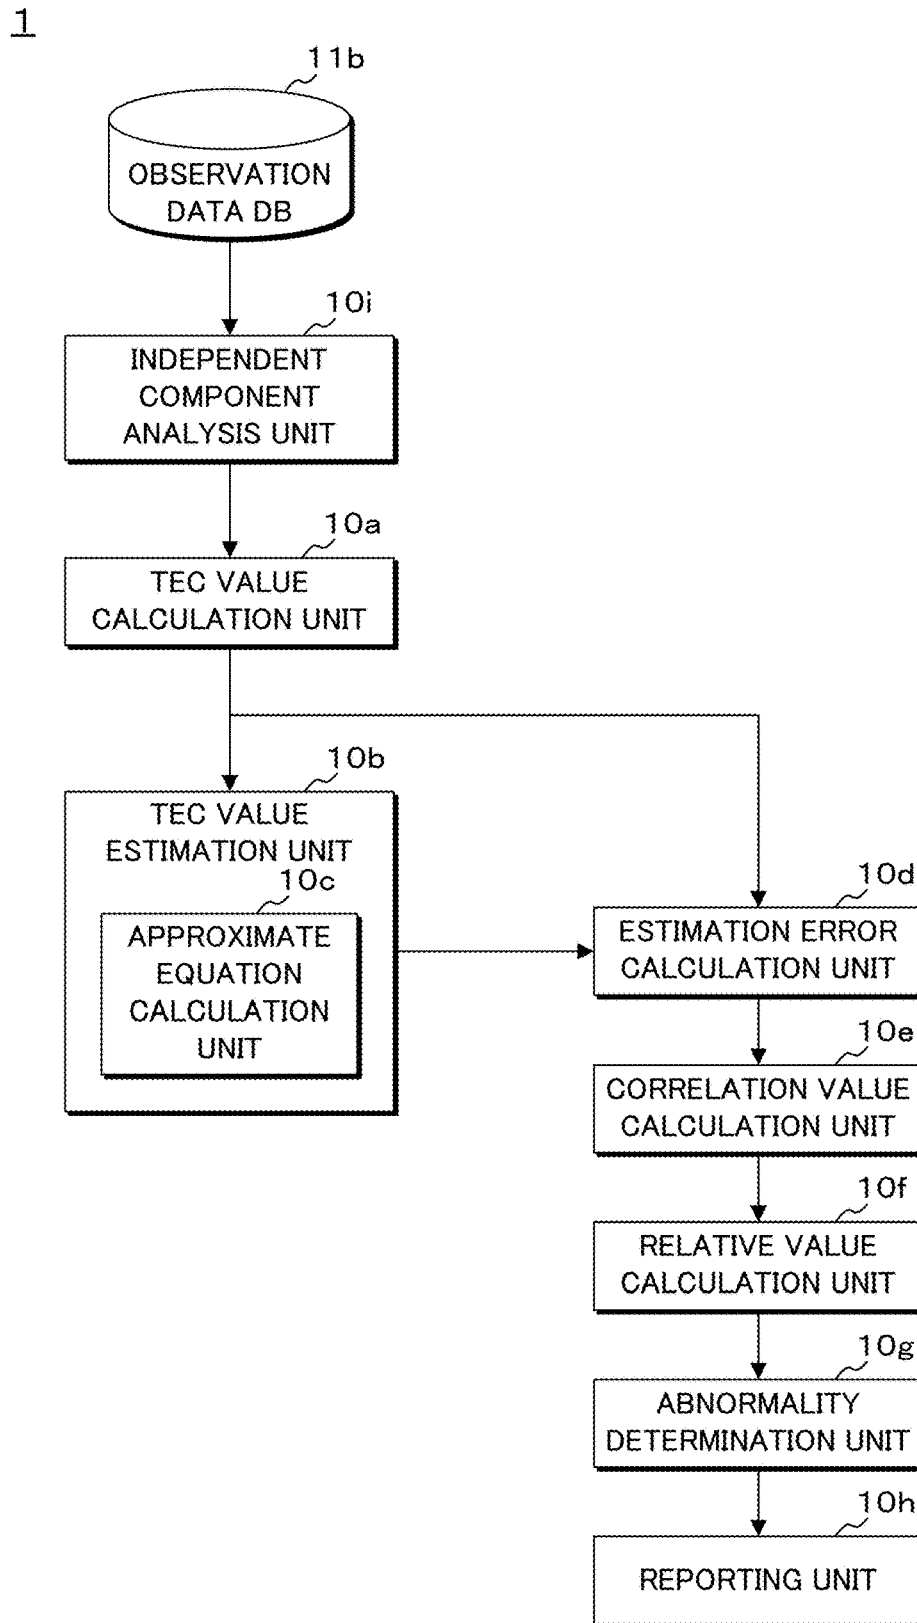 1
11b
OBSERVATION
DATA DB
10i
INDEPENDENT
COMPONENT
ANALYSIS UNIT
10a
TEC VALUE
CALCULATION UNIT
10b
TEC VALUE
ESTIMATION UNIT
10c
APPROXIMATE
EQUATION
CALCULATION
UNIT
10d
ESTIMATION ERROR
CALCULATION UNIT
10e
CORRELATION VALUE
CALCULATION UNIT
10f
RELATIVE VALUE
CALCULATION UNIT
10g
ABNORMALITY
DETERMINATION UNIT
10h
REPORTING UNIT